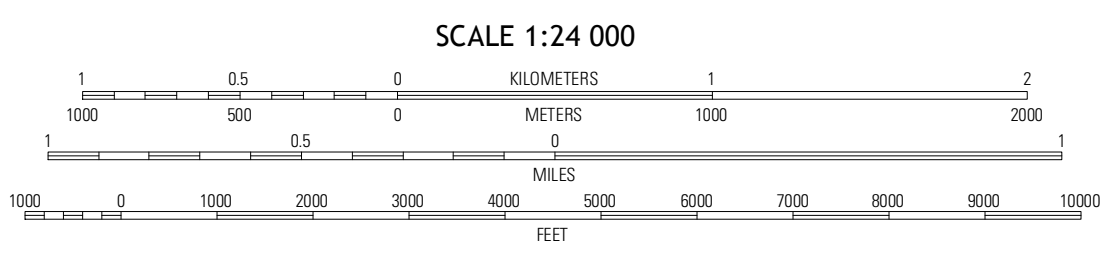 SCALE 1:24 000
1 0.5 0 KILOMETERS 1 2
1000 500 0 METERS 1000 2000
1 0.5 0 1
MILES
1000 0 1000 2000 3000 4000 5000 6000 7000 8000 9000 10000
FEET